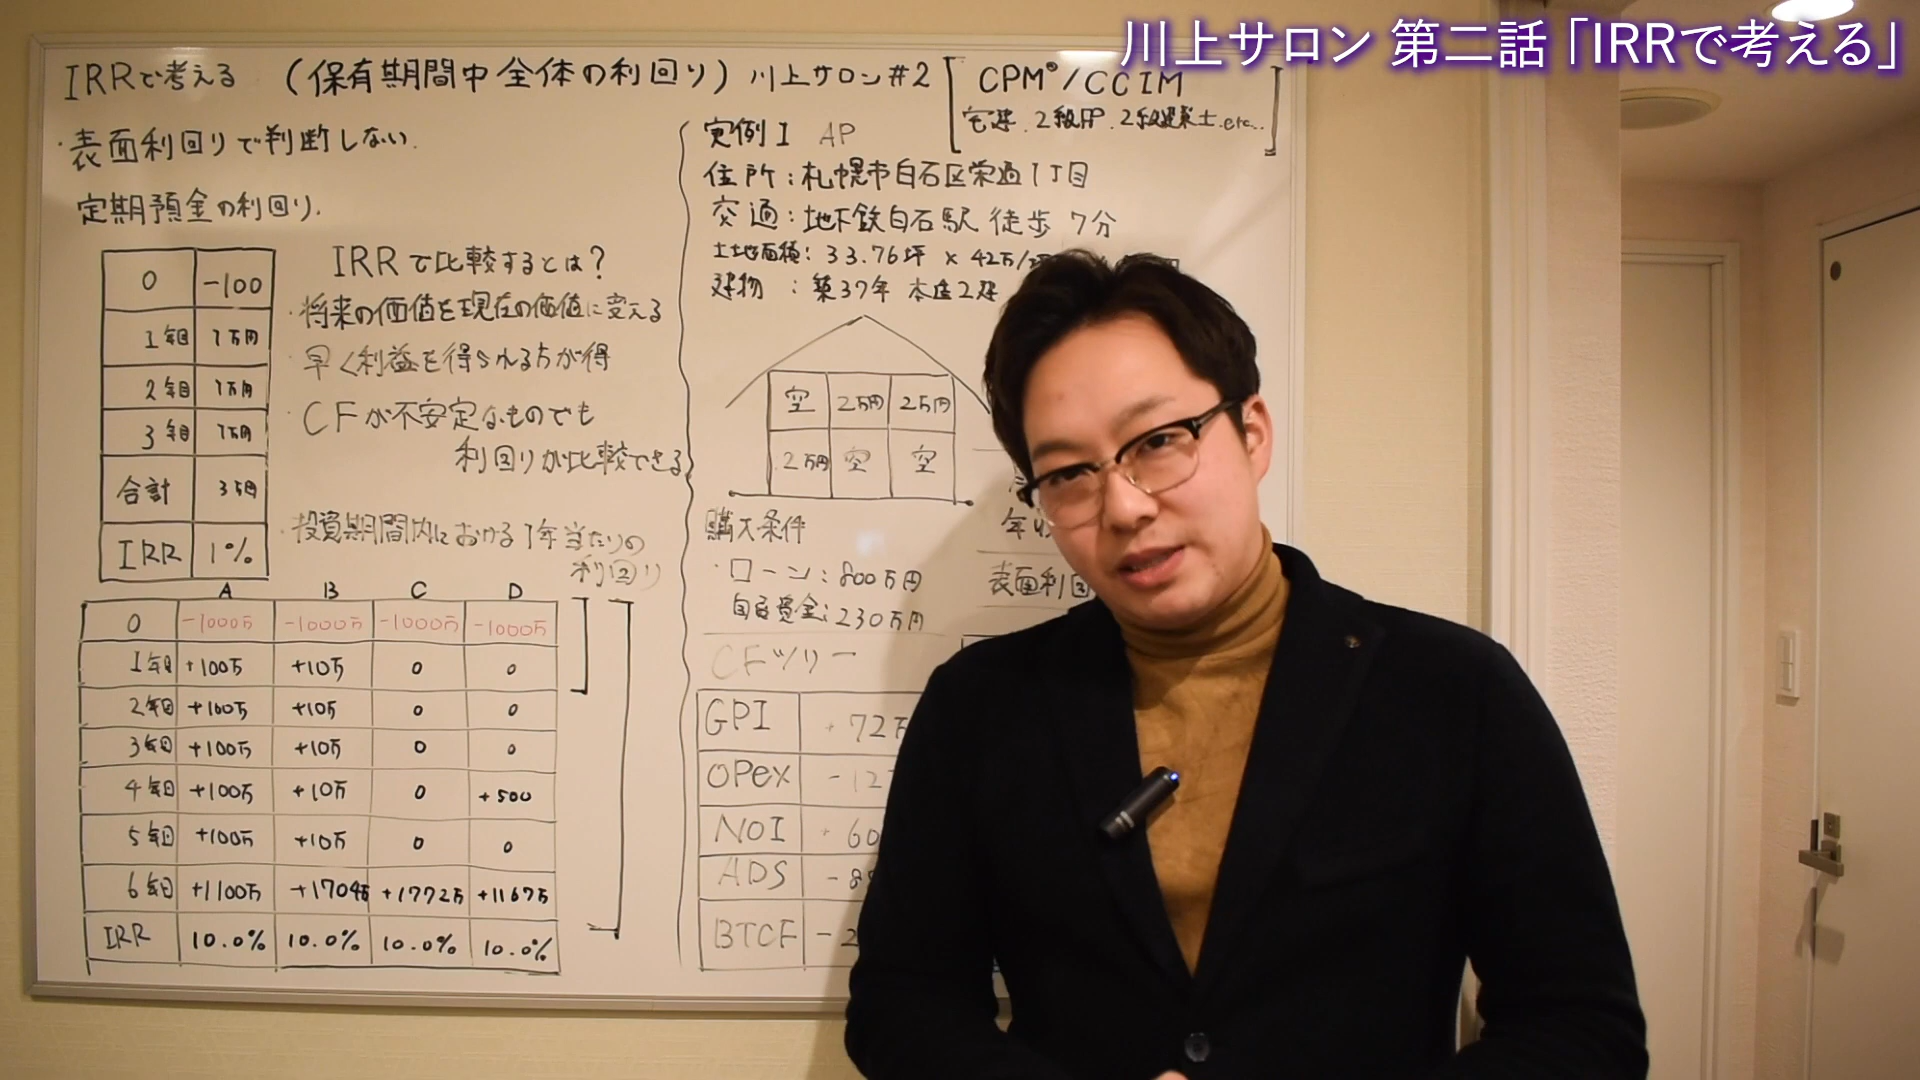 川上サロン 第二話「IRRで考える」
IRRで考える (保有期間中全体の利回り) 川上サロン#2
CPM®/CCIM
宅建.2級FP.2級建築士.etc...
・表面利回りで判断しない.
定期預金の利回り.
0 -100
1年目 1万円
2年目 1万円
3年目 1万円
合計 3万円
IRR 1%
IRRで比較するとは?
・将来の価値を現在の価値に変える
・早く利益を得られる方が得
・CFが不安定なものでも
利回りが比較できる
・投資期間内における1年当たりの
利回り
A B C D
0 -1000万 -1000万 -1000万 -1000万
1年目 +100万 +10万 0 0
2年目 +100万 +10万 0 0
3年目 +100万 +10万 0 0
4年目 +100万 +10万 0 +500
5年目 +100万 +10万 0 0
6年目 +1100万 +1704万 +1772万 +1167万
IRR 10.0% 10.0% 10.0% 10.0%
実例1 AP
住所:札幌市白石区栄通1丁目
交通:地下鉄白石駅 徒歩 7分
土地面積:33.76坪 × 42万/
建物 :築37年 木造2建
空 2万円 2万円
2万円 空 空
購入条件
・ローン:800万円
自己資金:230万円
年
表面利回
CFツリー
GPI +72万
OPex -12
NOI +60
ADS -8
BTCF -2